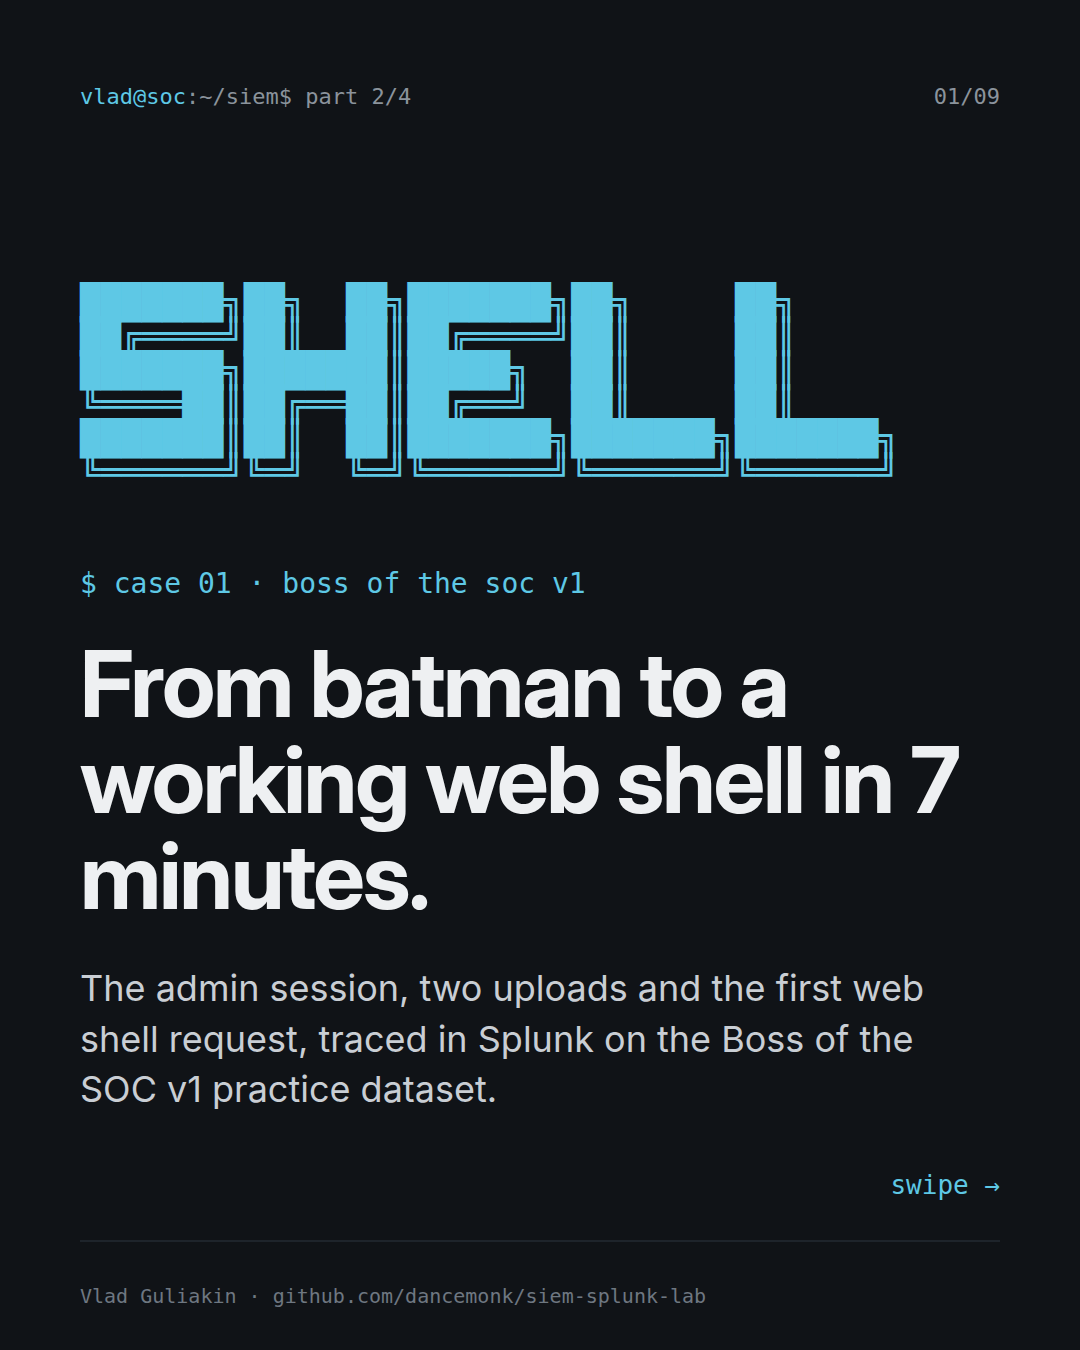 vlad@soc:~/siem$ part 2/4
01/09
SHELL
$ case 01 · boss of the soc v1
From batman to a
working web shell in 7
minutes.
The admin session, two uploads and the first web
shell request, traced in Splunk on the Boss of the
SOC v1 practice dataset.
swipe →
Vlad Guliakin · github.com/dancemonk/siem-splunk-lab